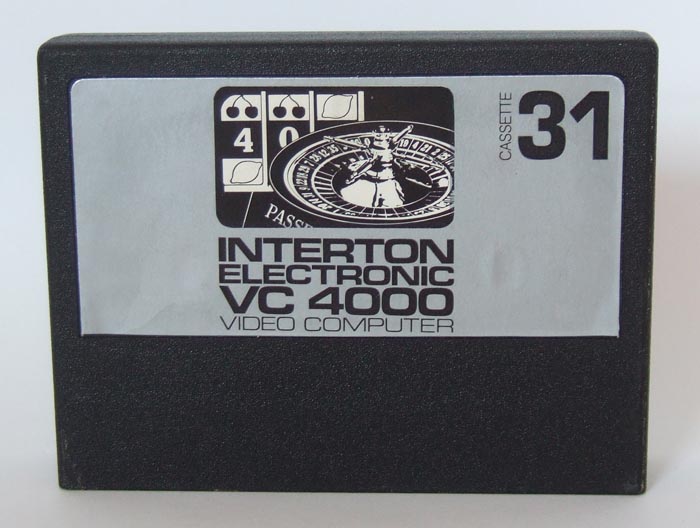 CASSETTE 31
4 0
PASSE
INTERTON
ELECTRONIC
VC 4000
VIDEO COMPUTER